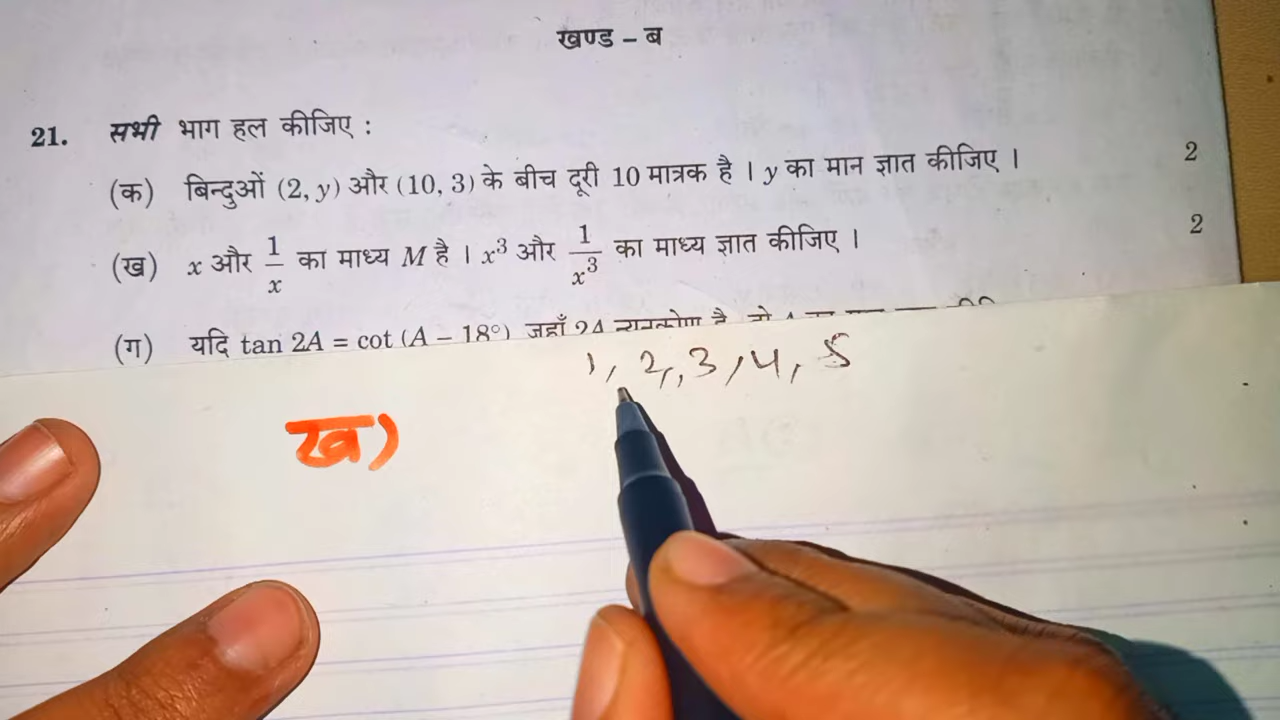 खण्ड – ब
21. सभी भाग हल कीजिए :
(क) बिन्दुओं (2, y) और (10, 3) के बीच दूरी 10 मात्रक है । y का मान ज्ञात कीजिए । 2
(ख) x और 1/x का माध्य M है । x³ और 1/x³ का माध्य ज्ञात कीजिए । 2
(ग) यदि tan 2A = cot (A – 18°) जहाँ 2A
1, 2, 3, 4, 5
ख)